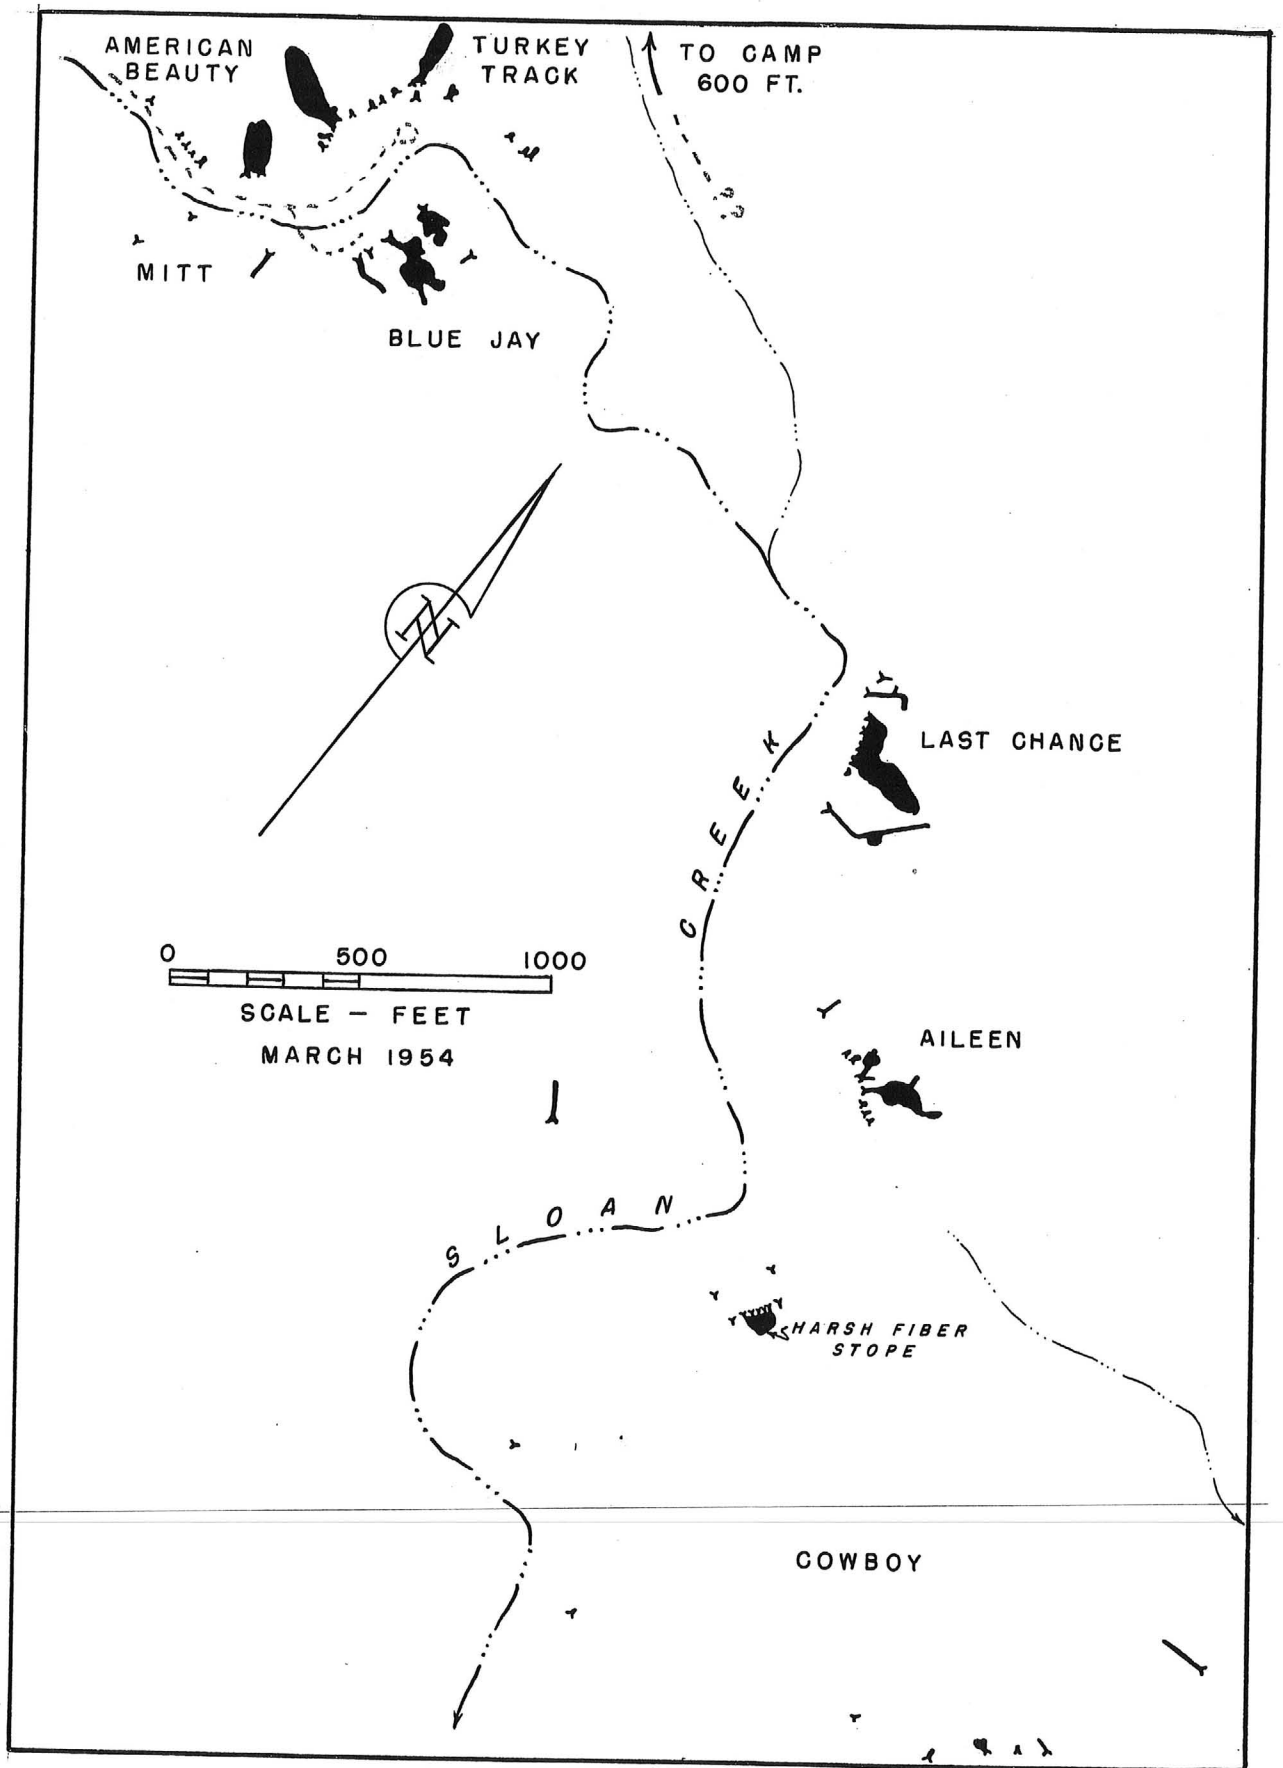 AMERICAN
BEAUTY
TURKEY
TRACK
TO CAMP
600 FT.
MITT
BLUE JAY
N
LAST CHANCE
CREEK
0 500 1000
SCALE – FEET
MARCH 1954
AILEEN
SLOAN
HARSH FIBER
STOPE
COWBOY